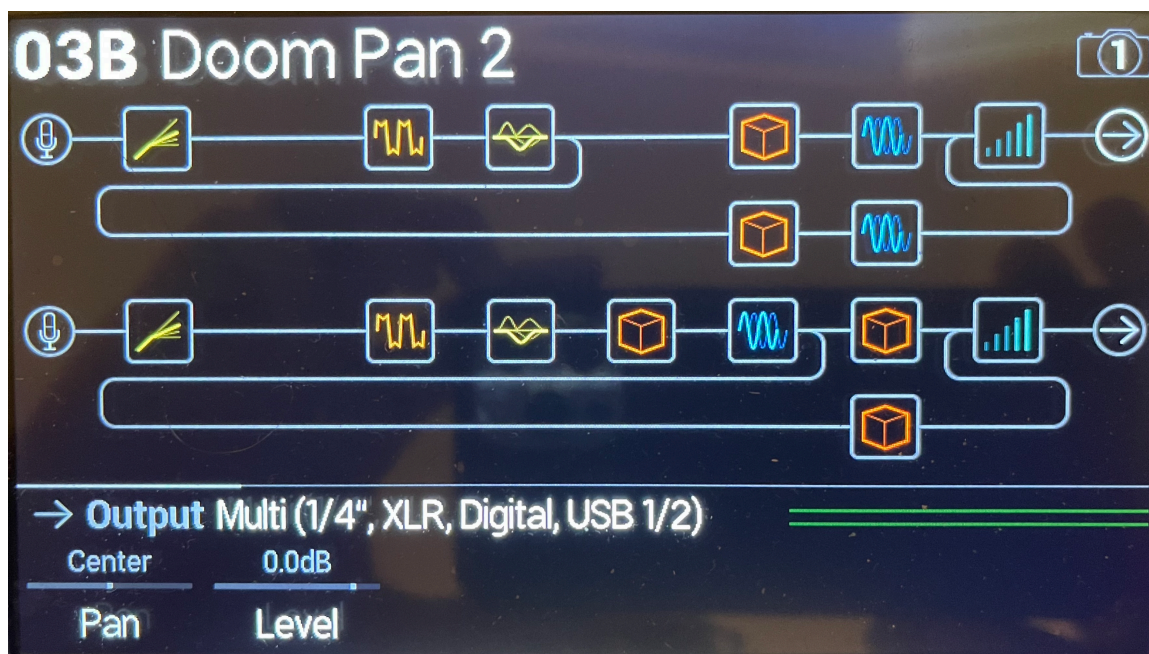 03B Doom Pan 2
1
→ Output Multi (1/4", XLR, Digital, USB 1/2)
Center 0.0dB
Pan Level